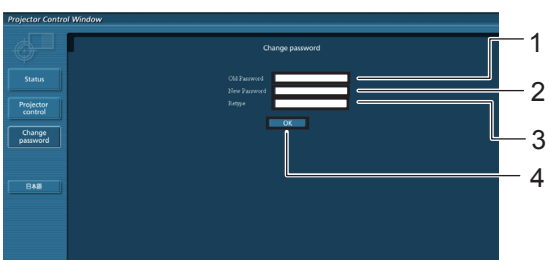 Projector Control Window
Change password
Status
Projector
control
Change
password
日本語
Old Password
New Password
Retype
OK
1
2
3
4